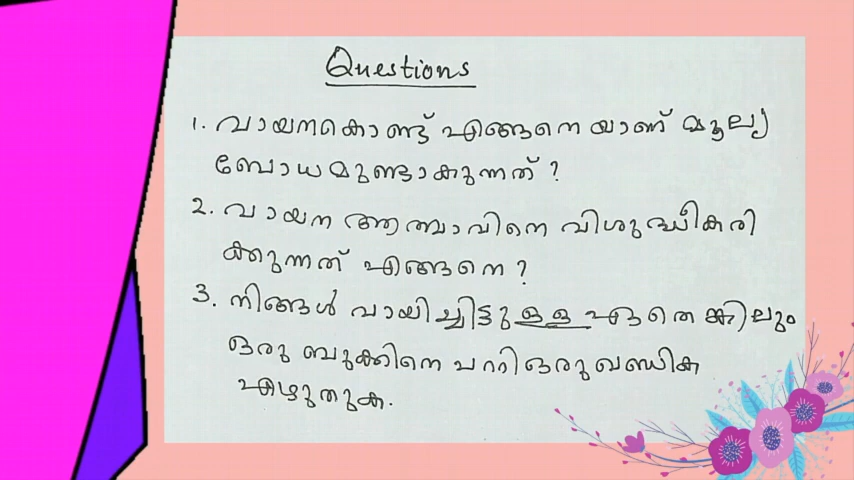 Questions
1. വായനകൊണ്ട് എങ്ങനെ യാണ് മൂല്യ
ബോധമുണ്ടാകുന്നത് ?
2. വായന ആത്മാവിനെ വിശുദ്ധീകരി
ക്കുന്നത് എങ്ങനെ ?
3. നിങ്ങൾ വായിച്ചിട്ടുള്ള ഏതെങ്കിലും
ഒരു ബുക്കിനെ പറ്റി ഒരു ഖണ്ഡിക
എഴുതുക.